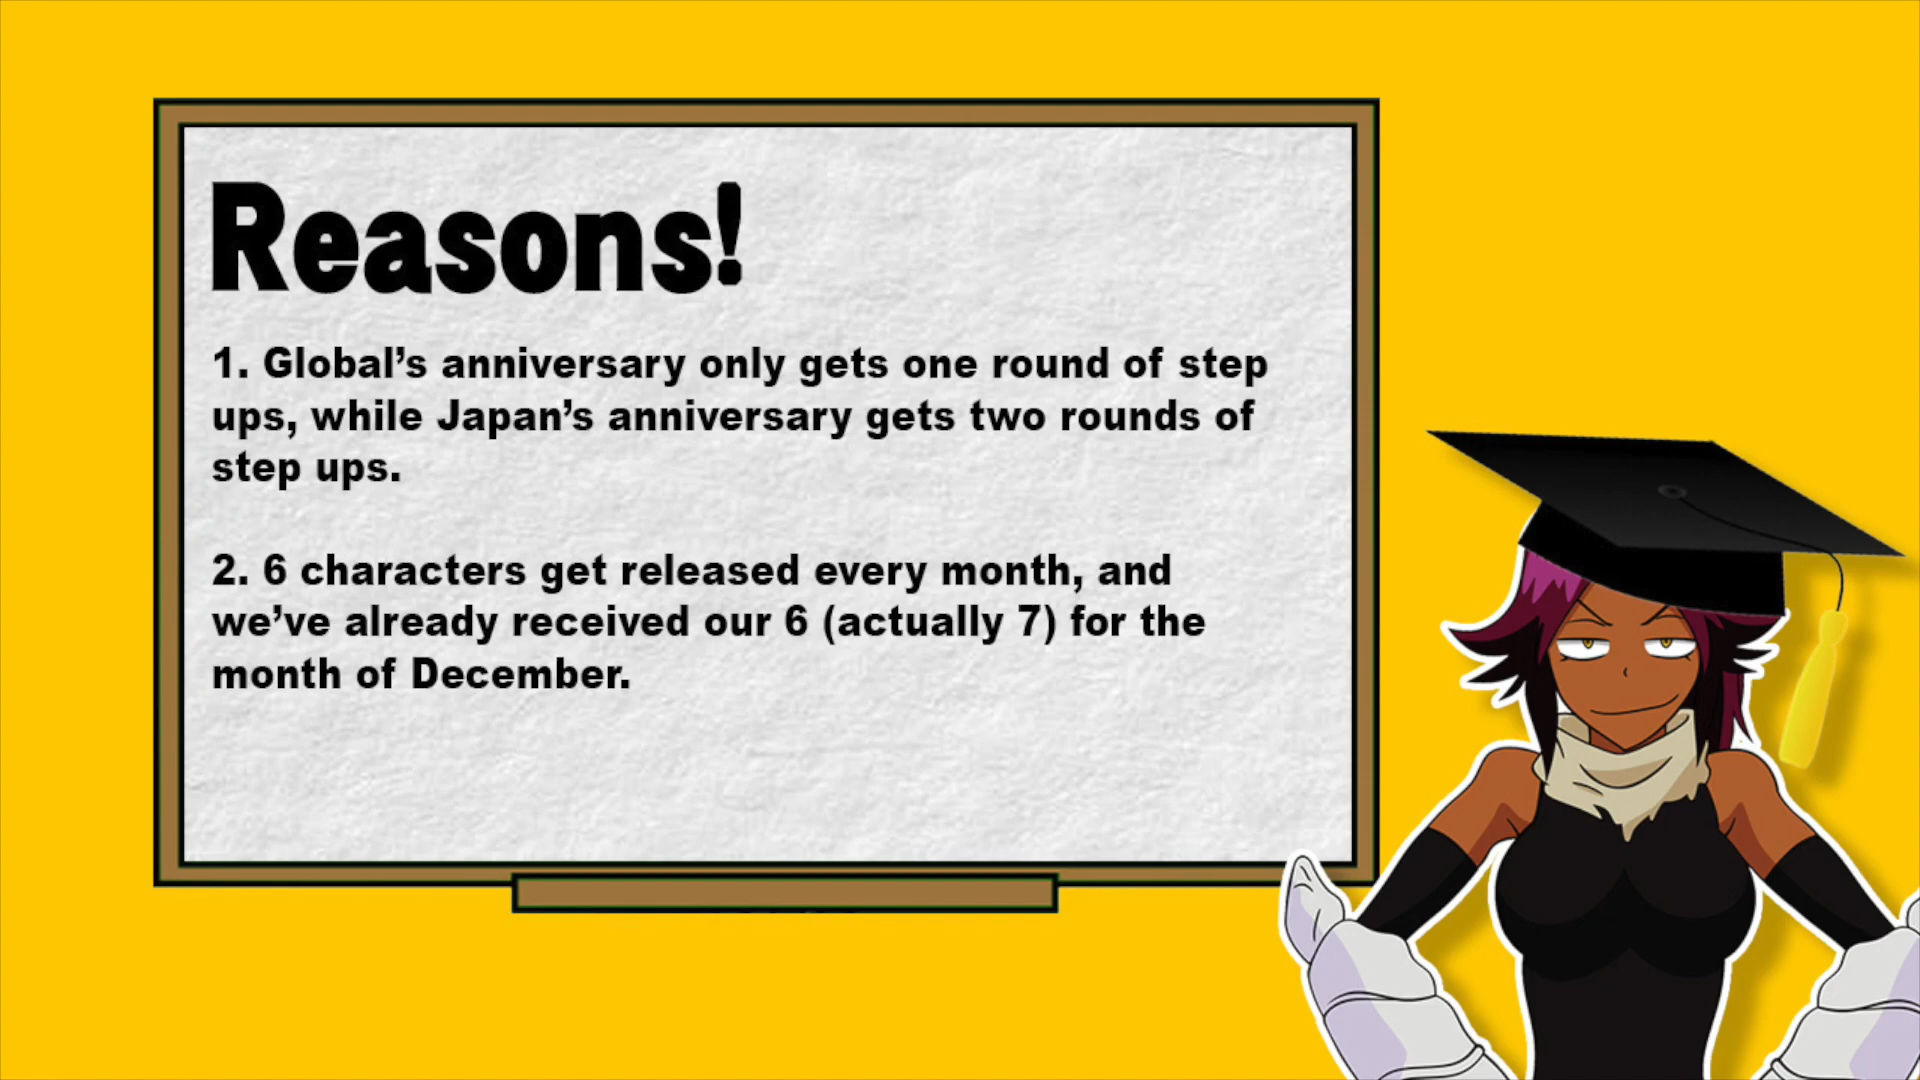 Reasons!
1. Global’s anniversary only gets one round of step
ups, while Japan’s anniversary gets two rounds of
step ups.
2. 6 characters get released every month, and
we’ve already received our 6 (actually 7) for the
month of December.